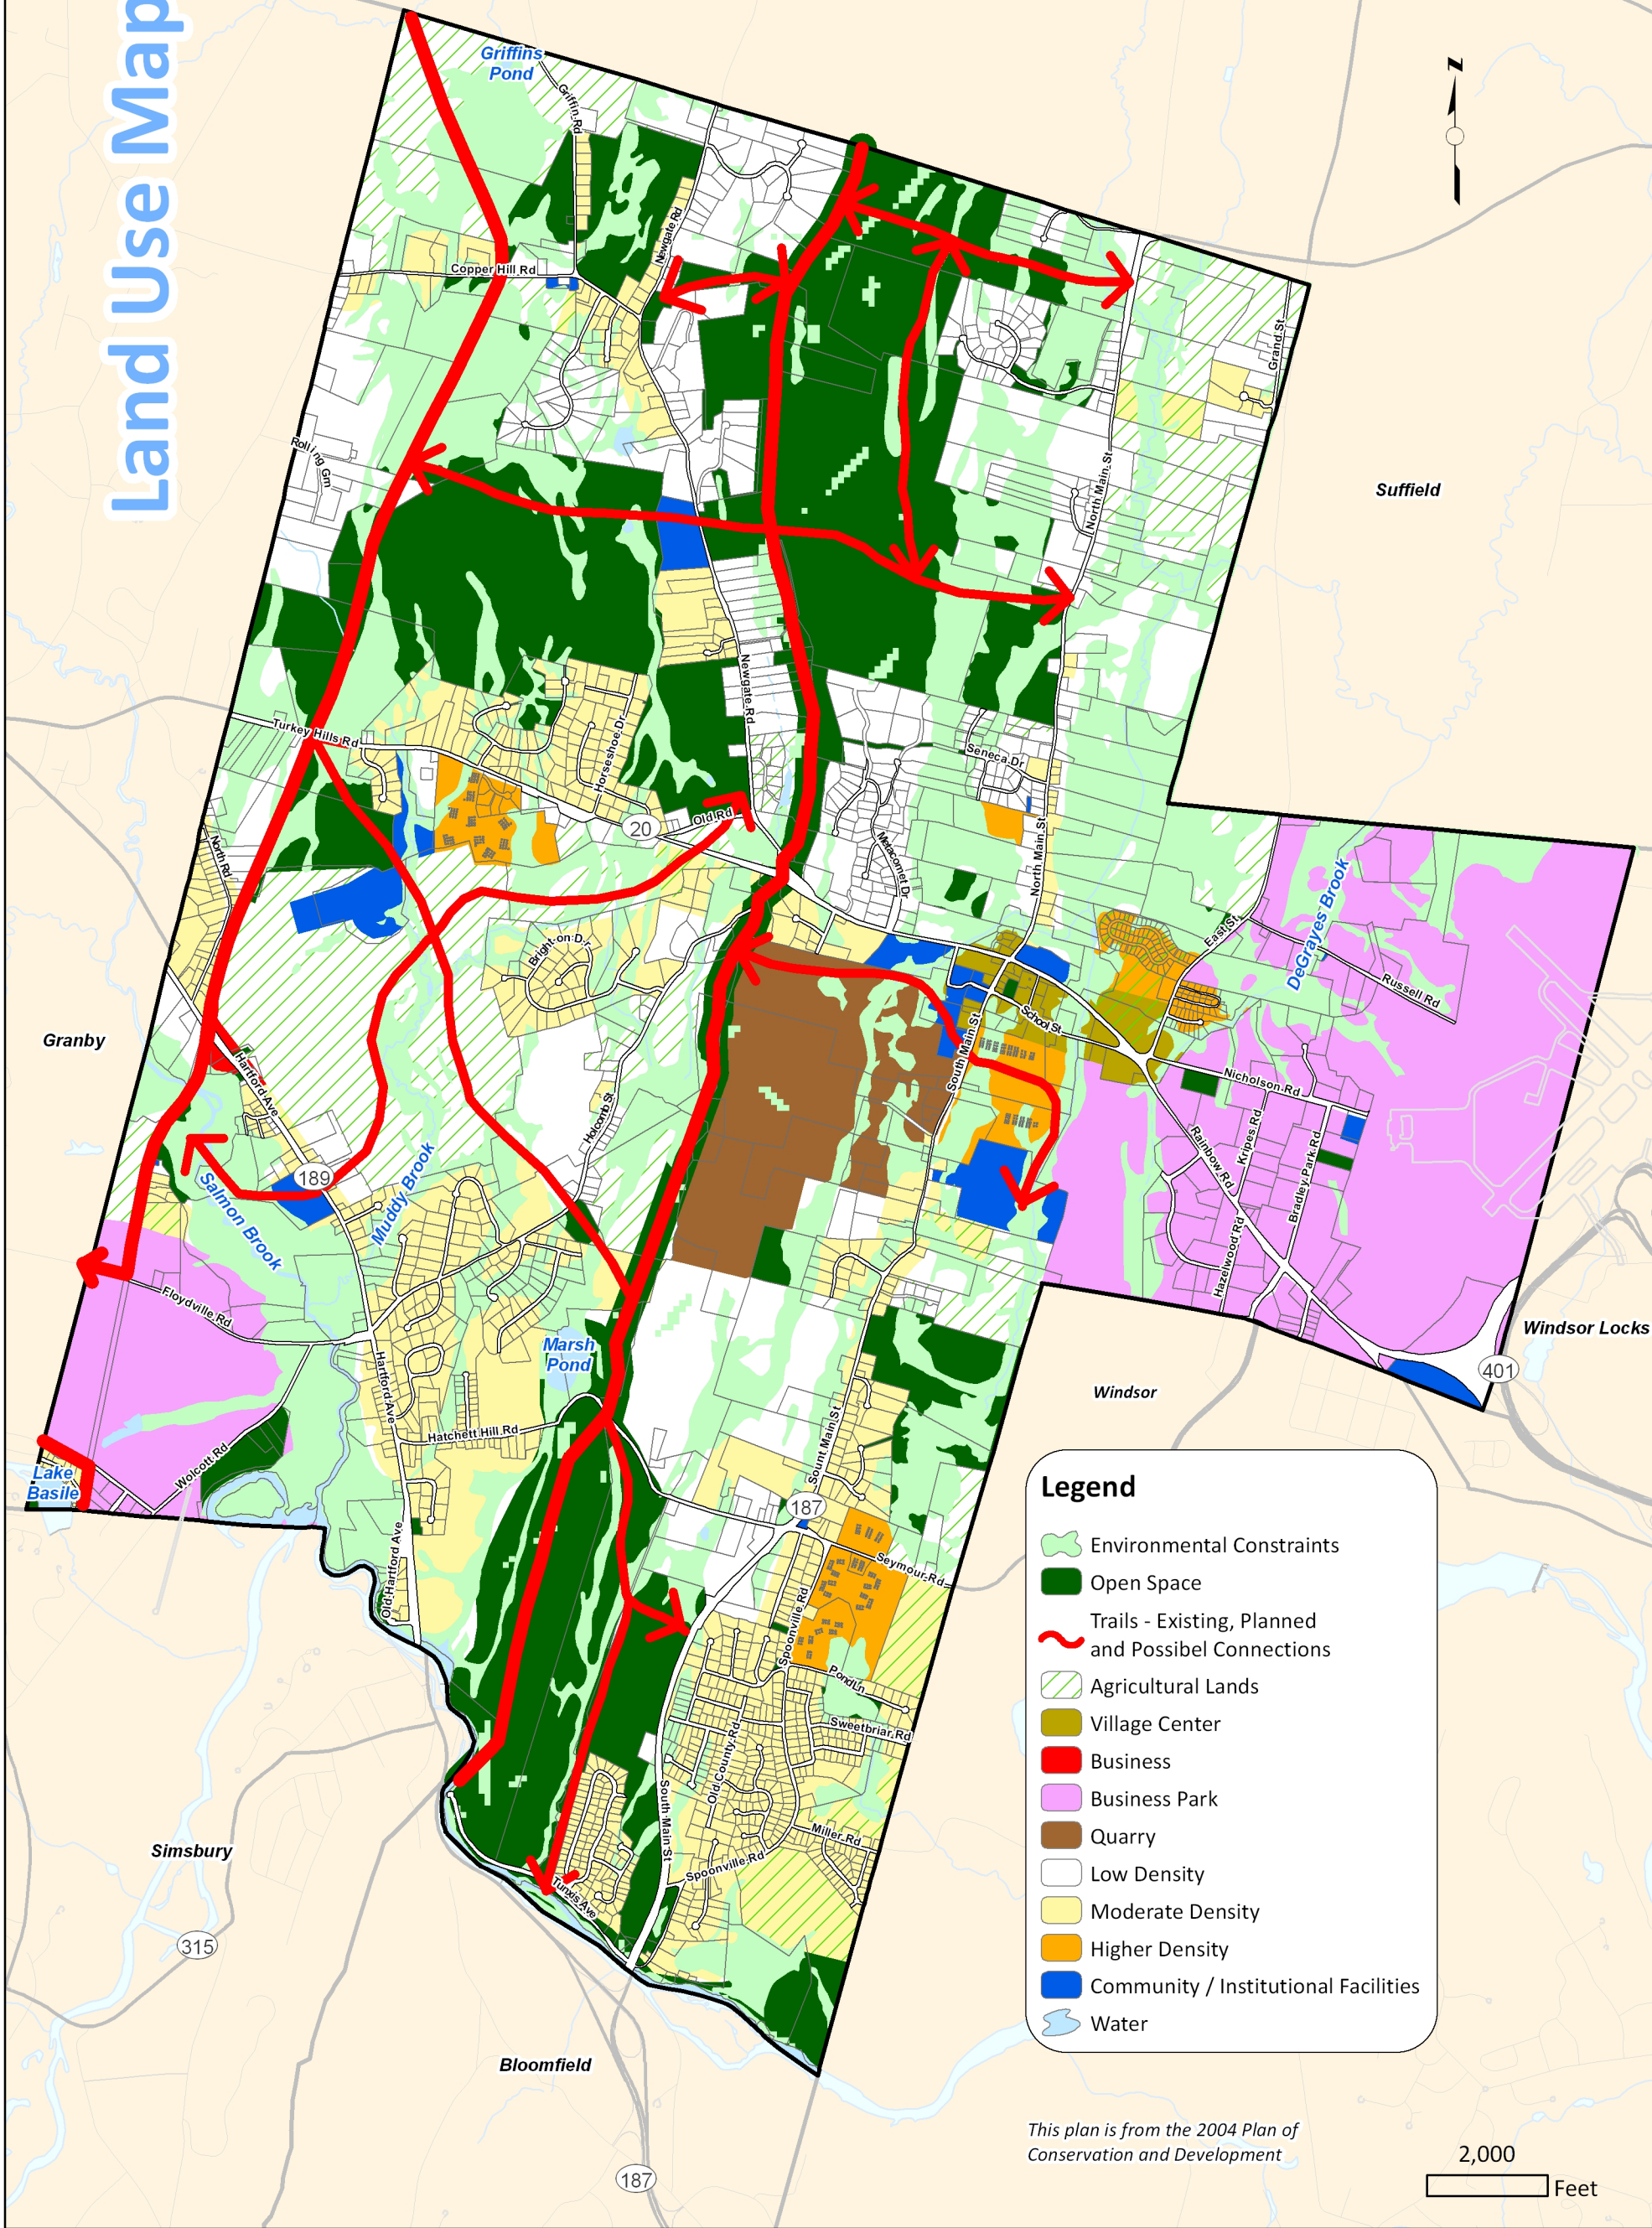 Land Use Map
N
Griffins
Pond
Griffin Rd
Newgate Rd
Copper Hill Rd
Grand St
Rolling Grn
North Main St
Suffield
Newgate Rd
Turkey Hills Rd
Horseshoe Dr
Seneca Dr
20
Old Rd
North Rd
Metacomet Dr
North Main St
Bright-on Dr
East St
DeGrayes Brook
Russell Rd
Granby
School St
South Main St
Hartford Ave
Holcomb St
Nicholson Rd
Kripes Rd
Rainbow Rd
Bradley Park Rd
Hazelwood Rd
189
Salmon Brook
Muddy Brook
Floydville Rd
Marsh
Pond
Windsor Locks
401
Windsor
Hartford Ave
Hatchett Hill Rd
Sount Main St
Wolcott Rd
Lake
Basile
187
Seymour Rd
Old Hartford Ave
Spoonville Rd
Pond Ln
Sweetbriar Rd
Old County Rd
South Main St
Miller Rd
Spoonville Rd
Tunxis Ave
Simsbury
315
Bloomfield
187
Legend
Environmental Constraints
Open Space
Trails - Existing, Planned
and Possibel Connections
Agricultural Lands
Village Center
Business
Business Park
Quarry
Low Density
Moderate Density
Higher Density
Community / Institutional Facilities
Water
This plan is from the 2004 Plan of
Conservation and Development
2,000
Feet